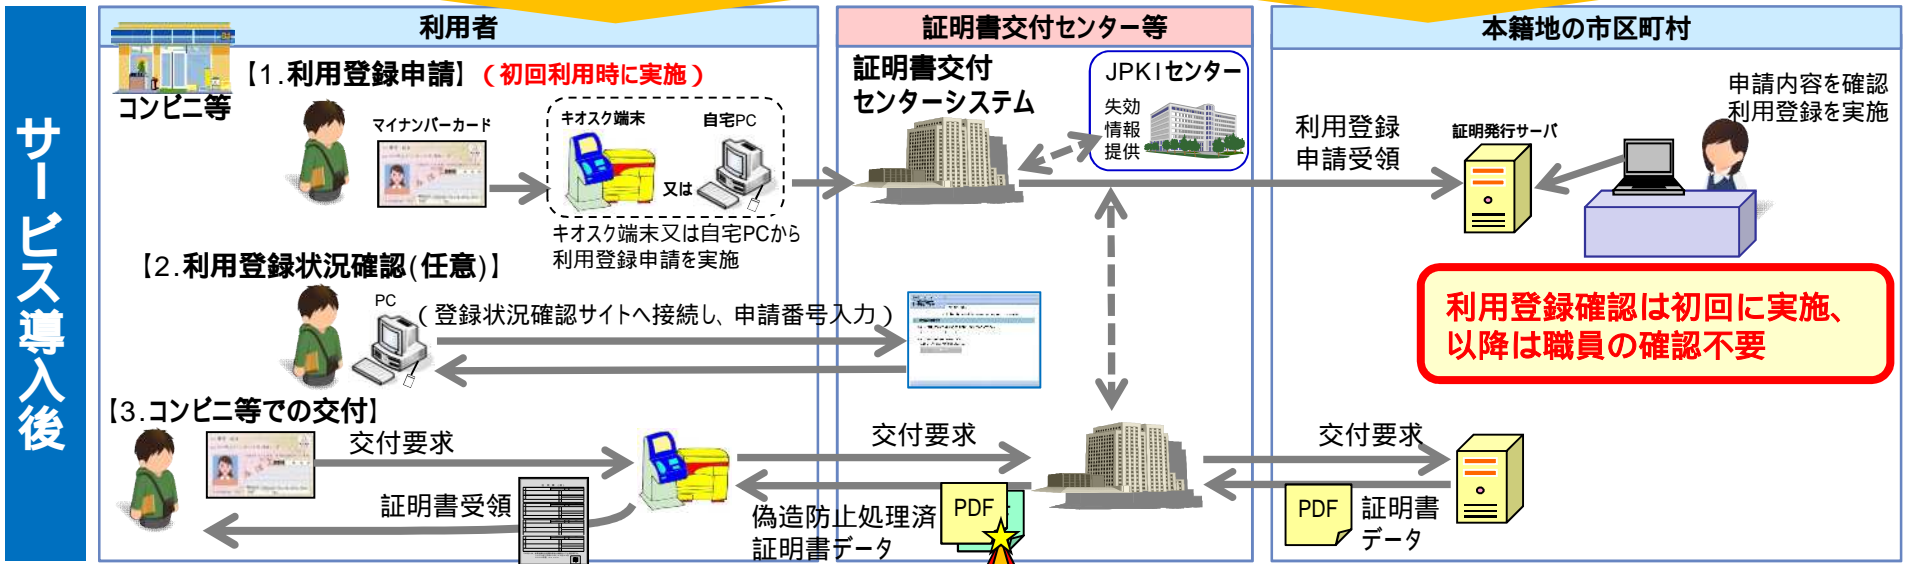 サービス導入後
利用者
証明書交付センター等
本籍地の市区町村
コンビニ等
【1.利用登録申請】(初回利用時に実施)
マイナンバーカード
キオスク端末
又は
自宅PC
キオスク端末又は自宅PCから
利用登録申請を実施
証明書交付
センターシステム
JPKIセンター
失効
情報
提供
利用登録
申請受領
証明発行サーバ
申請内容を確認
利用登録を実施
【2.利用登録状況確認(任意)】
PC
(登録状況確認サイトへ接続し、申請番号入力)
利用登録確認は初回に実施、
以降は職員の確認不要
【3.コンビニ等での交付】
交付要求
証明書受領
交付要求
偽造防止処理済
証明書データ
PDF
交付要求
PDF
証明書
データ